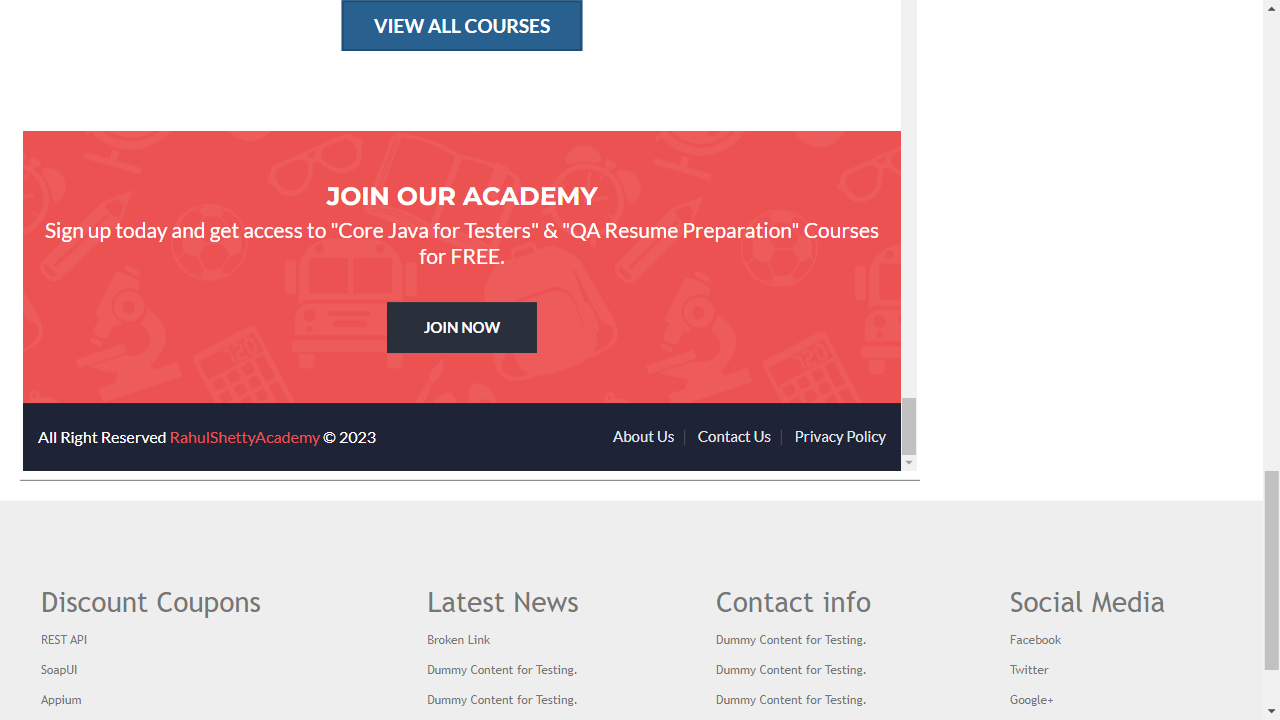 VIEW ALL COURSES
JOIN OUR ACADEMY
Sign up today and get access to "Core Java for Testers" & "QA Resume Preparation" Courses
for FREE.
JOIN NOW
All Right Reserved RahulShettyAcademy © 2023
About Us | Contact Us | Privacy Policy
Discount Coupons
REST API
SoapUI
Appium
Latest News
Broken Link
Dummy Content for Testing.
Dummy Content for Testing.
Contact info
Dummy Content for Testing.
Dummy Content for Testing.
Dummy Content for Testing.
Social Media
Facebook
Twitter
Google+